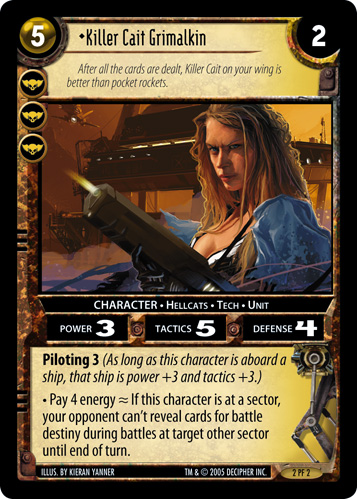 5 •Killer Cait Grimalkin 2
After all the cards are dealt, Killer Cait on your wing is
better than pocket rockets.
CHARACTER • HELLCATS • TECH • UNIT
POWER 3 TACTICS 5 DEFENSE 4
Piloting 3 (As long as this character is aboard a
ship, that ship is power +3 and tactics +3.)
• Pay 4 energy ≈ If this character is at a sector,
your opponent can't reveal cards for battle
destiny during battles at target other sector
until end of turn.
ILLUS. BY KIERAN YANNER TM & © 2005 DECIPHER INC. 2 PF 2